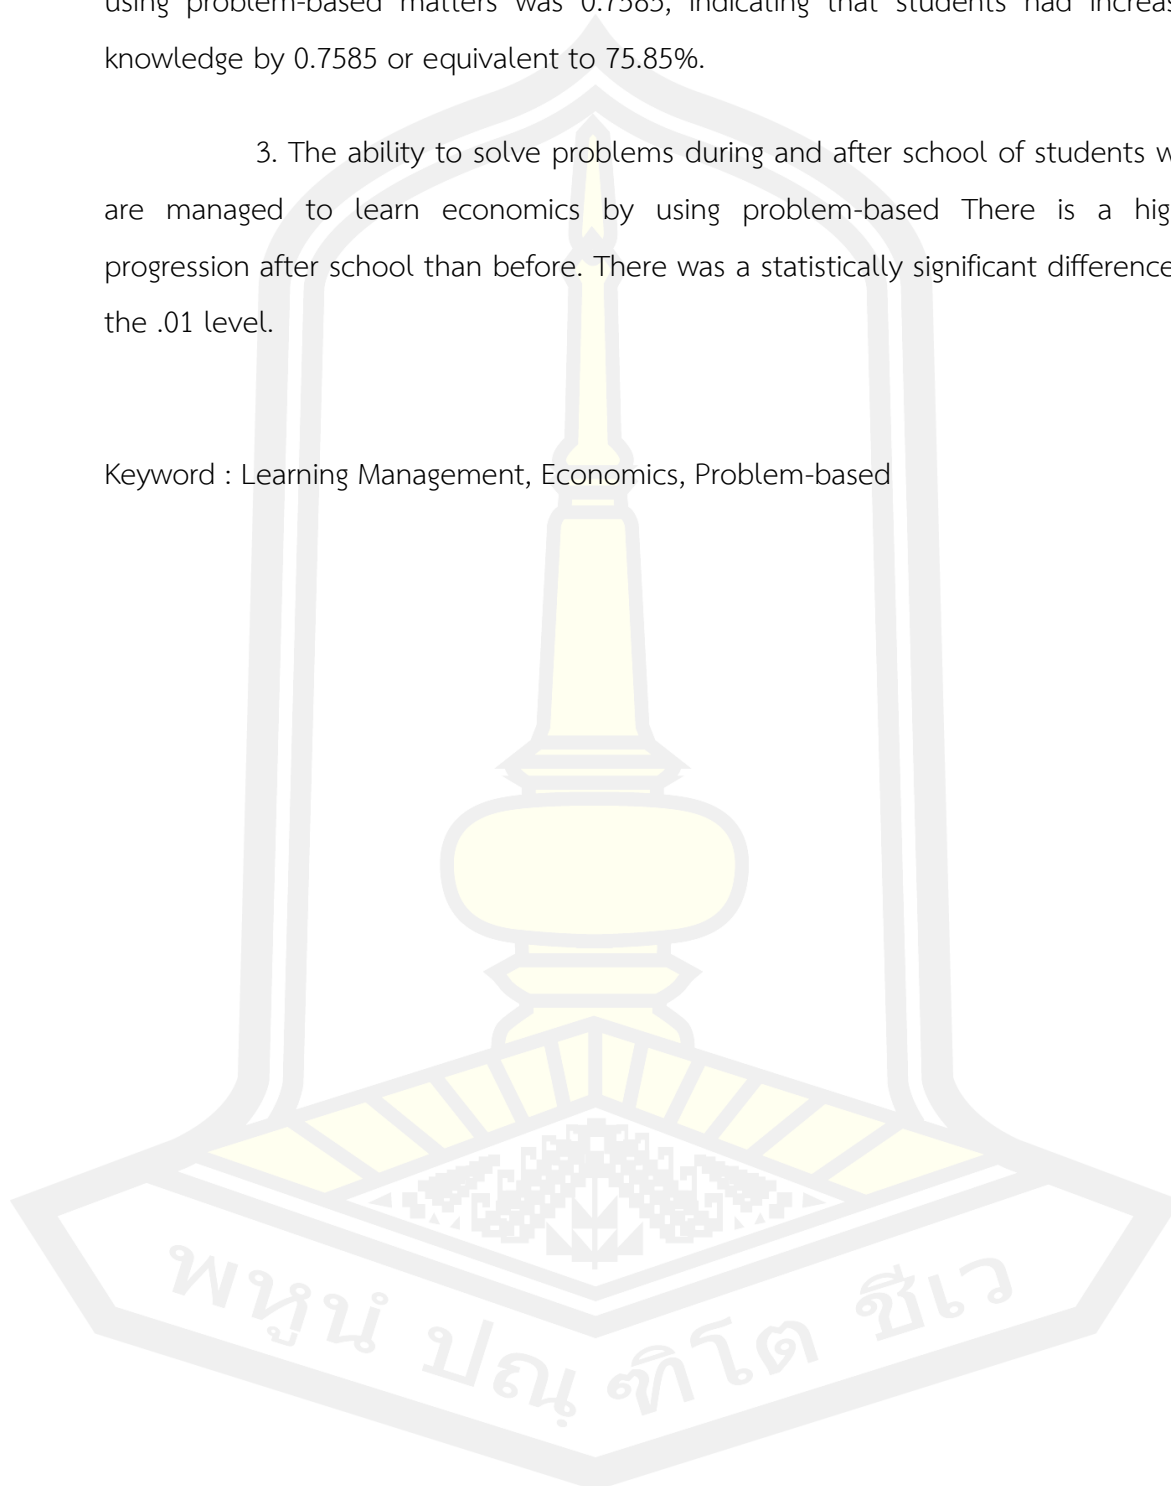 using problem-based matters was 0.7585, indicating that students had increas
knowledge by 0.7585 or equivalent to 75.85%.
3. The ability to solve problems during and after school of students w
are managed to learn economics by using problem-based There is a hig
progression after school than before. There was a statistically significant difference
the .01 level.
Keyword : Learning Management, Economics, Problem-based
พหูนํ ปณฺฑิโต ชีเว